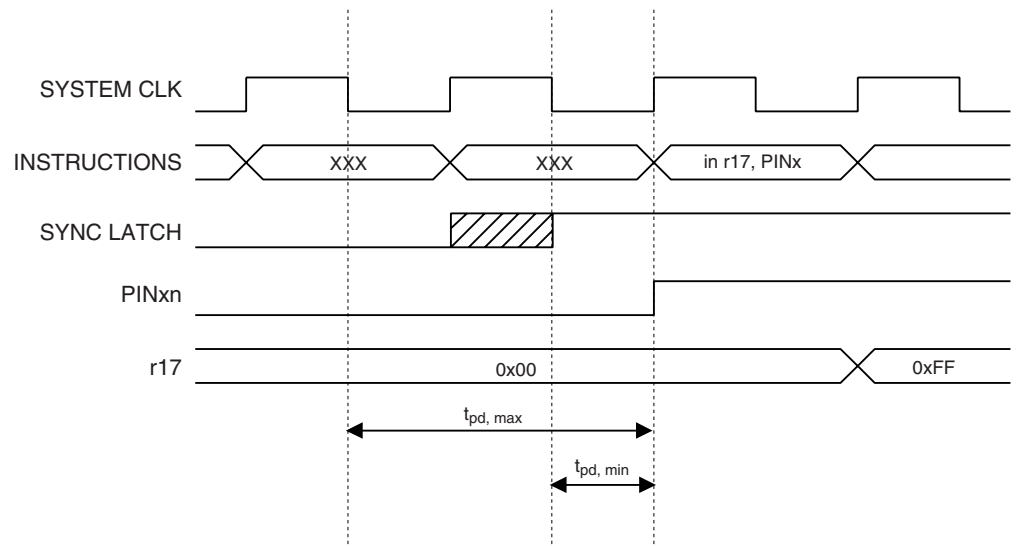 SYSTEM CLK
INSTRUCTIONS XXX XXX in r17, PINx
SYNC LATCH
PINxn
r17 0x00 0xFF
tpd, max
tpd, min